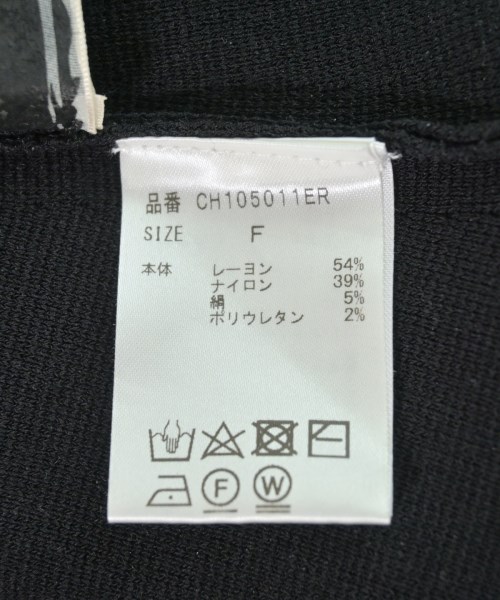 品番 CH105011ER
SIZE F
本体 レーヨン 54%
ナイロン 39%
絹 5%
ポリウレタン 2%
F W